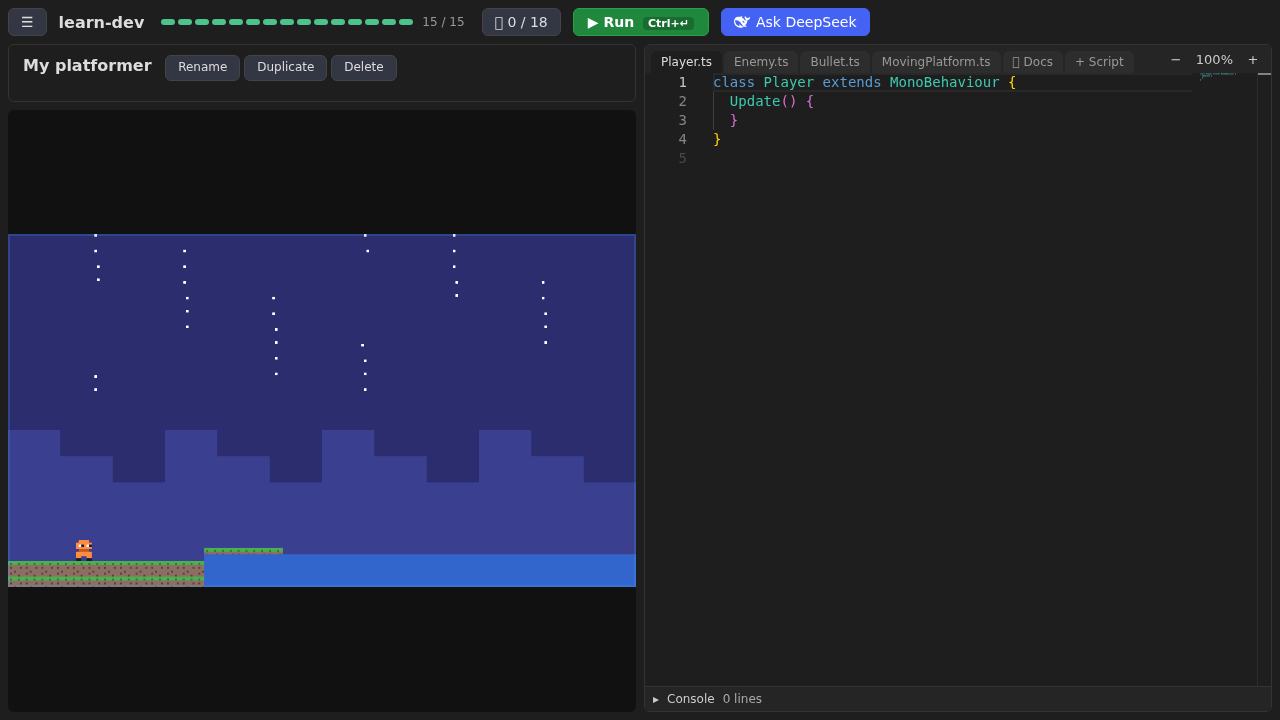 ☰ learn-dev 15 / 15 0 / 18 ▶ Run Ctrl+↵ Ask DeepSeek
My platformer Rename Duplicate Delete
Player.ts Enemy.ts Bullet.ts MovingPlatform.ts Docs + Script − 100% +
1 class Player extends MonoBehaviour {
2 Update() {
3 }
4 }
5
▸ Console 0 lines